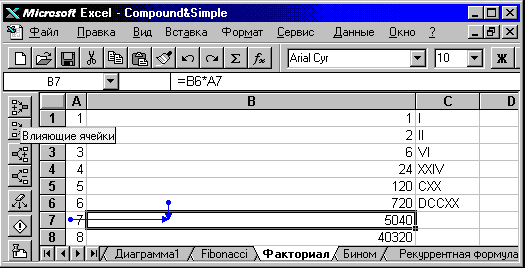 Microsoft Excel - Compound&Simple
Файл Правка Вид Вставка Формат Сервис Данные Окно ?
Arial Cyr 10 Ж
B7 =B6*A7
A B C D
1 1 1 I
2 2 II
Влияющие ячейки
3 3 6 VI
4 4 24 XXIV
5 5 120 CXX
6 6 720 DCCXX
7 7 5040
8 8 40320
Диаграмма1 Fibonacci Факториал Бином Рекуррентная формула